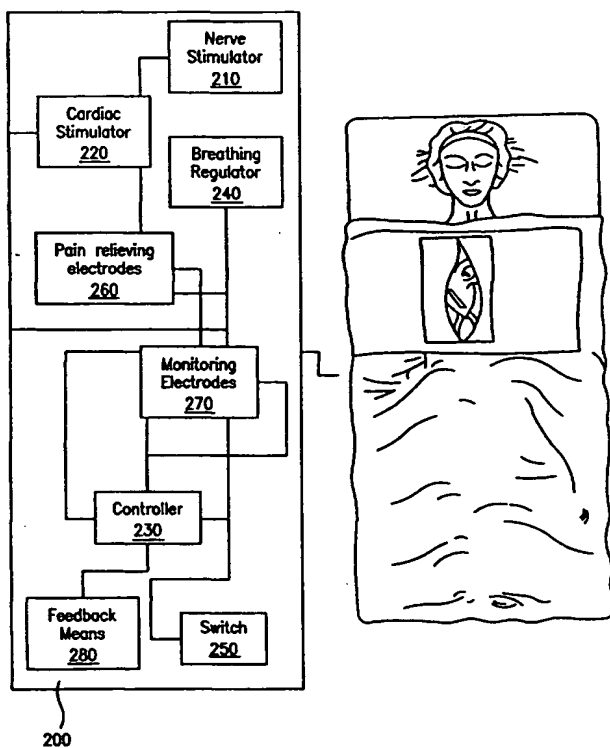 Nerve
Stimulator
210
Cardiac
Stimulator
220
Breathing
Regulator
240
Pain relieving
electrodes
260
Monitoring
Electrodes
270
Controller
230
Feedback
Means
280
Switch
250
200